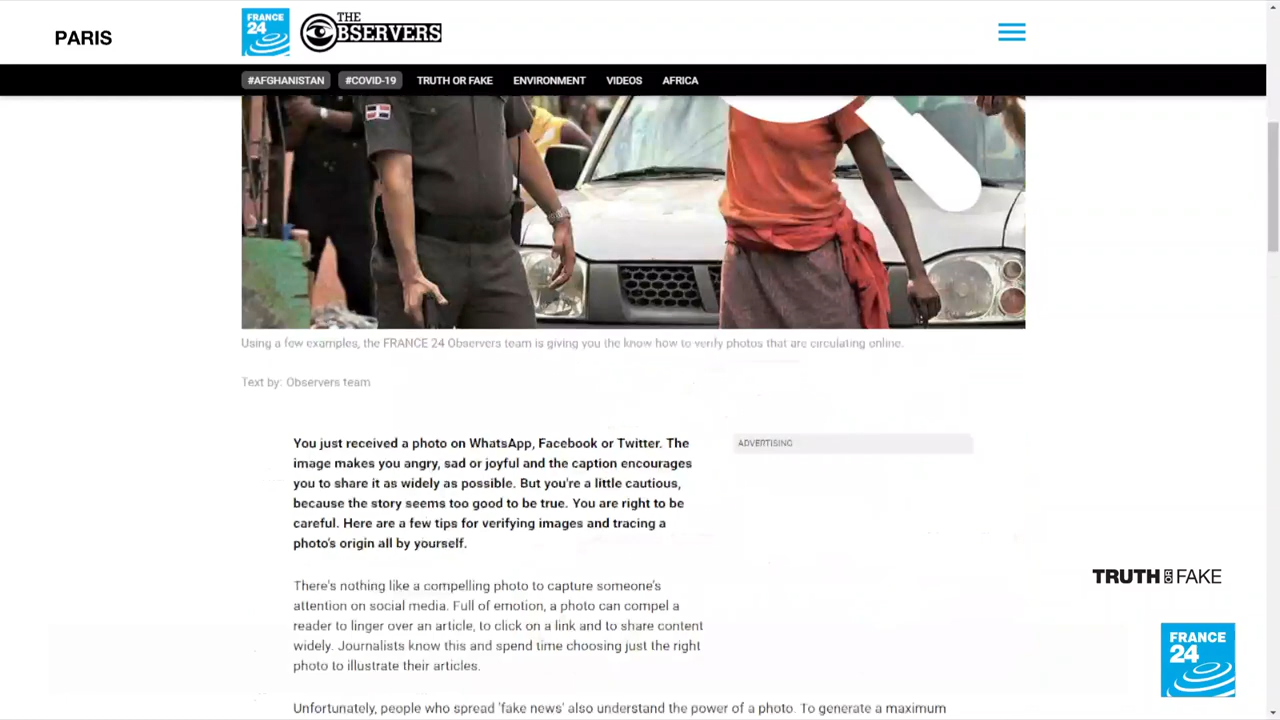 PARIS
FRANCE
24
THE
OBSERVERS
#AFGHANISTAN
#COVID-19
TRUTH OR FAKE
ENVIRONMENT
VIDEOS
AFRICA
Using a few examples, the FRANCE 24 Observers team is giving you the know how to verify photos that are circulating online.
Text by: Observers team
You just received a photo on WhatsApp, Facebook or Twitter. The
image makes you angry, sad or joyful and the caption encourages
you to share it as widely as possible. But you're a little cautious,
because the story seems too good to be true. You are right to be
careful. Here are a few tips for verifying images and tracing a
photo's origin all by yourself.
ADVERTISING
There's nothing like a compelling photo to capture someone's
attention on social media. Full of emotion, a photo can compel a
reader to linger over an article, to click on a link and to share content
widely. Journalists know this and spend time choosing just the right
photo to illustrate their articles.
Unfortunately, people who spread 'fake news' also understand the power of a photo. To generate a maximum
TRUTH OR FAKE
FRANCE
24